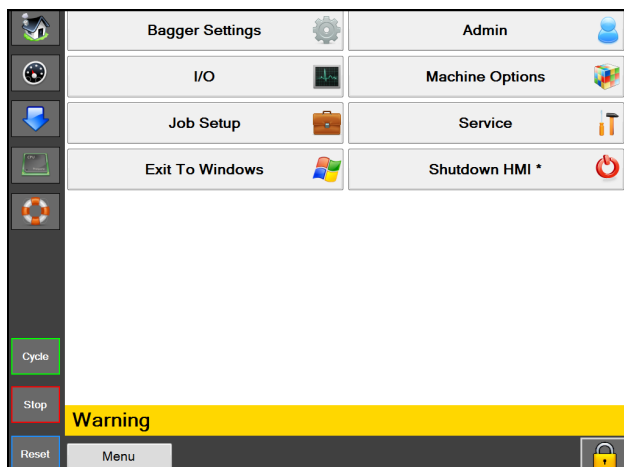 Bagger Settings
Admin
I/O
Machine Options
Job Setup
Service
Exit To Windows
Shutdown HMI *
Cycle
Stop
Warning
Reset
Menu